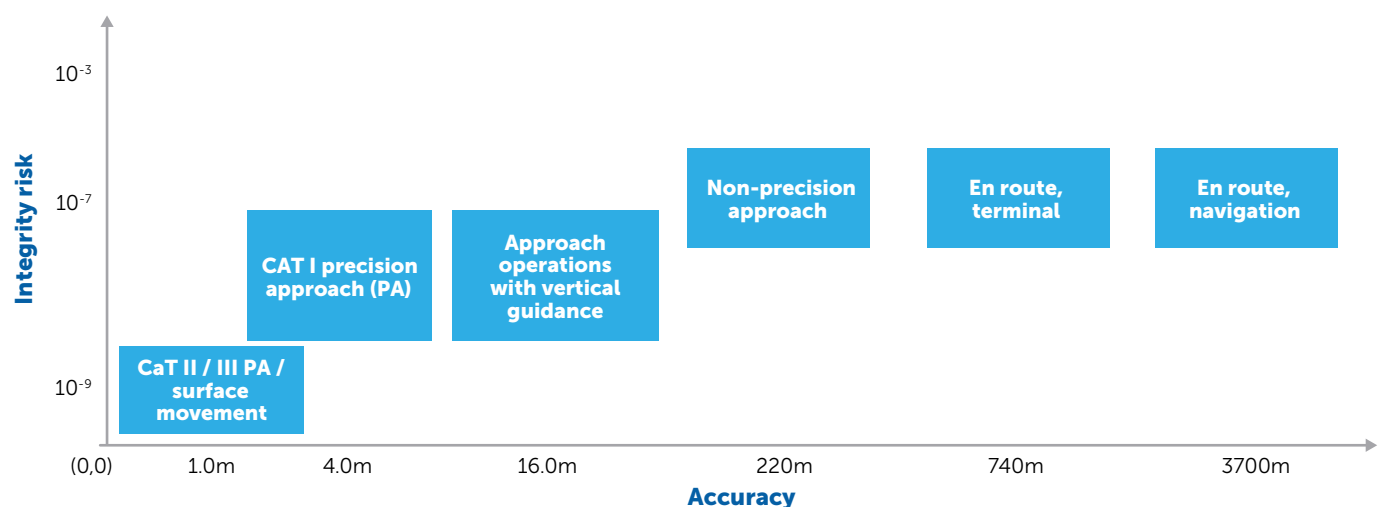 Integrity risk
10-3
10-7
10-9
Non-precision
approach
En route,
terminal
En route,
navigation
CAT I precision
approach (PA)
Approach
operations
with vertical
guidance
CaT II / III PA /
surface
movement
(0,0)
1.0m
4.0m
16.0m
220m
740m
3700m
Accuracy